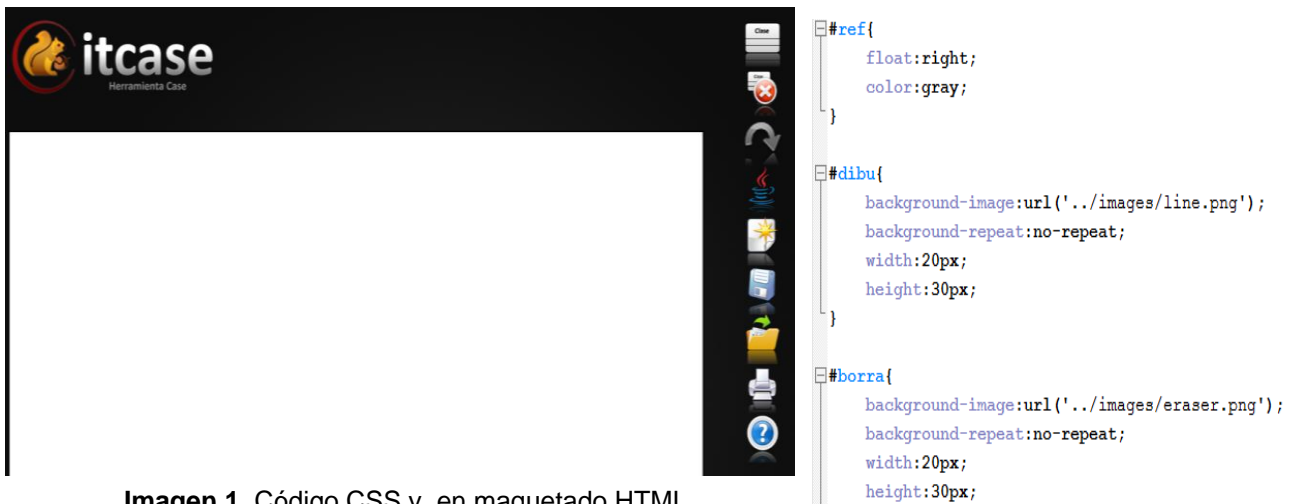 itcase
Herramienta Case
Close
#ref{
float:right;
color:gray;
}
#dibu{
background-image:url('../images/line.png');
background-repeat:no-repeat;
width:20px;
height:30px;
}
#borra{
background-image:url('../images/eraser.png');
background-repeat:no-repeat;
width:20px;
height:30px;
?
Imagen 1. Código CSS y en maquetado HTML